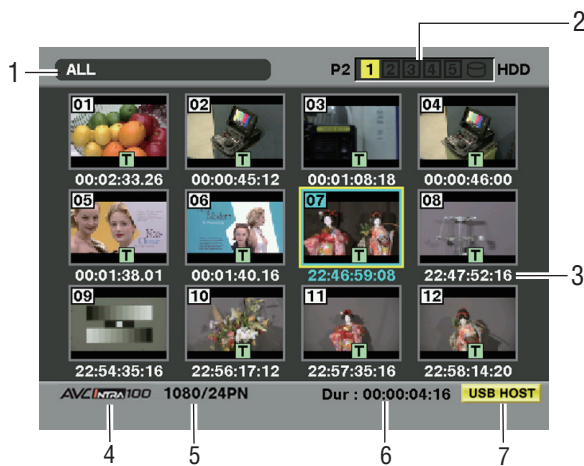 2
1 ALL P2 1 2 3 4 5 HDD
01 02 03 04
T T T T
00:02:33.26 00:00:45:12 00:01:08:18 00:00:46:00
05 06 07 08
T T T T
00:01:38.01 00:01:40.16 22:46:59:08 22:47:52:16 3
09 10 11 12
T T T
22:54:35:16 22:56:17:12 22:57:35:16 22:58:14:20
AVC INTRA 100 1080/24PN Dur : 00:00:04:16 USB HOST
4 5 6 7